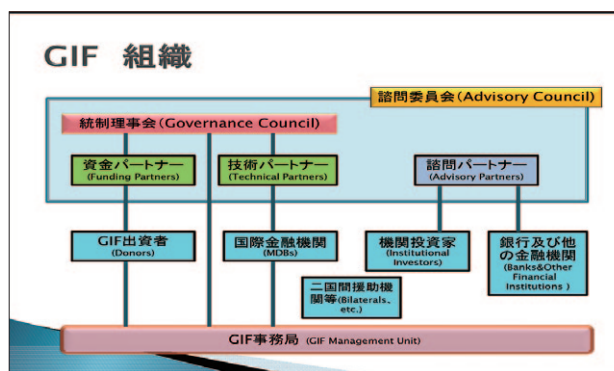 GIF 組織
諮問委員会(Advisory Council)
統制理事会(Governance Council)
資金パートナー
(Funding Partners)
技術パートナー
(Technical Partners)
諮問パートナー
(Advisory Partners)
GIF出資者
(Donors)
国際金融機関
(MDBs)
機関投資家
(Institutional
Investors)
銀行及び他
の金融機関
(Banks&Other
Financial
Institutions )
二国間援助機
関等(Bilaterals,
etc.)
GIF事務局 (GIF Management Unit)